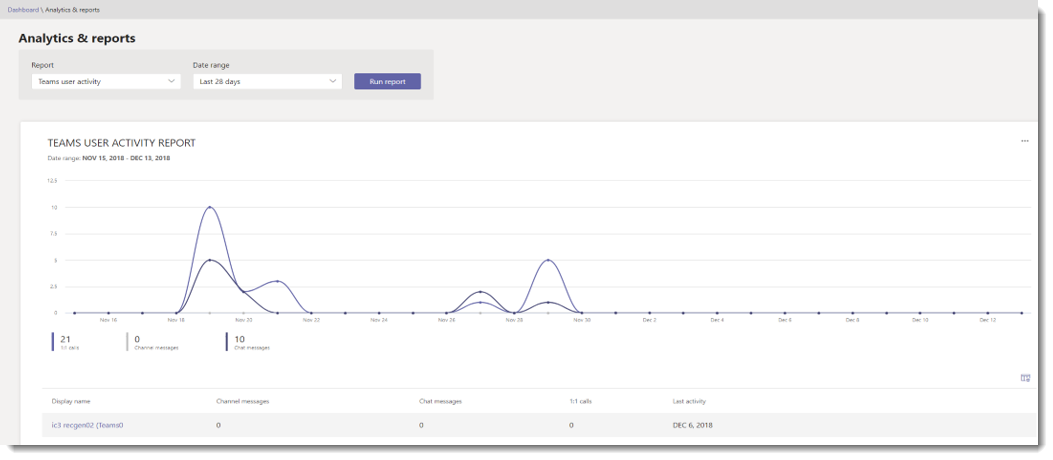 Dashboard \ Analytics & reports
Analytics & reports
Report Date range
Teams user activity Last 28 days Run report
TEAMS USER ACTIVITY REPORT
Date range: NOV 15, 2018 - DEC 13, 2018
12.5
10
7.5
5
2.5
0
Nov 16 Nov 18 Nov 20 Nov 22 Nov 24 Nov 26 Nov 28 Nov 30 Dec 2 Dec 4 Dec 6 Dec 8 Dec 10 Dec 12
21 0 10
1:1 calls Channel messages Chat messages
Display name Channel messages Chat messages 1:1 calls Last activity
ic3 recgen02 (Teams0 0 0 0 DEC 6, 2018